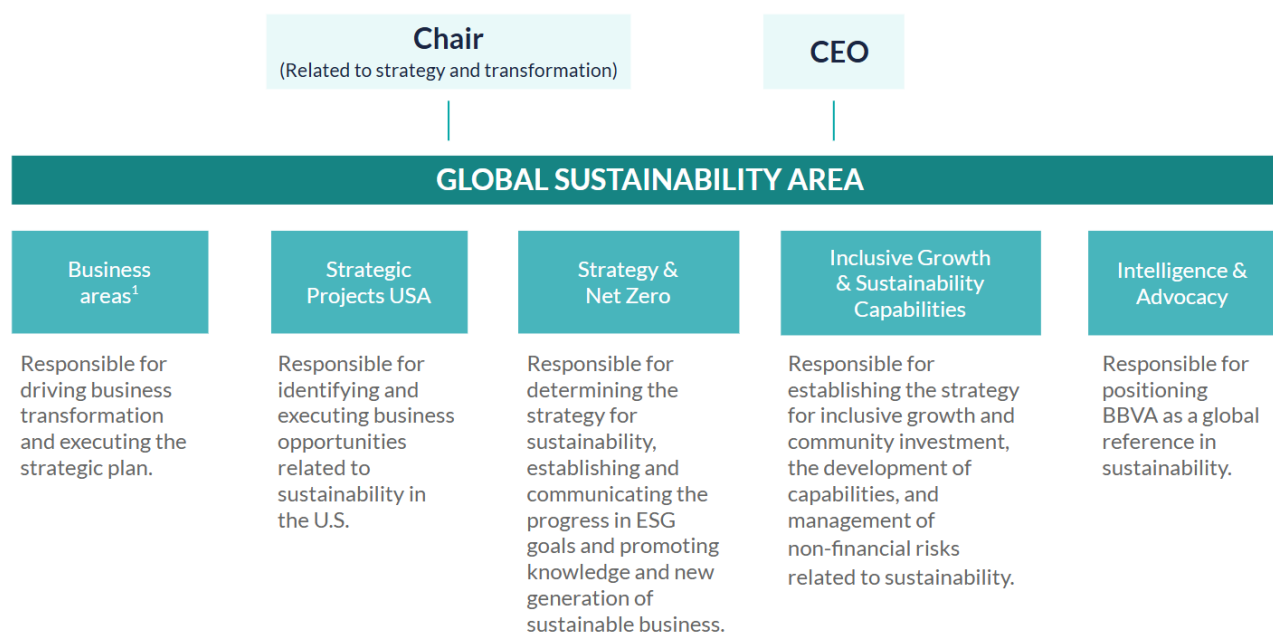 Chair
(Related to strategy and transformation)
CEO
GLOBAL SUSTAINABILITY AREA
Business
areas¹
Responsible for
driving business
transformation
and executing the
strategic plan.
Strategic
Projects USA
Responsible for
identifying and
executing business
opportunities
related to
sustainability in
the U.S.
Strategy &
Net Zero
Responsible for
determining the
strategy for
sustainability,
establishing and
communicating the
progress in ESG
goals and promoting
knowledge and new
generation of
sustainable business.
Inclusive Growth
& Sustainability
Capabilities
Responsible for
establishing the strategy
for inclusive growth and
community investment,
the development of
capabilities, and
management of
non-financial risks
related to sustainability.
Intelligence &
Advocacy
Responsible for
positioning
BBVA as a global
reference in
sustainability.